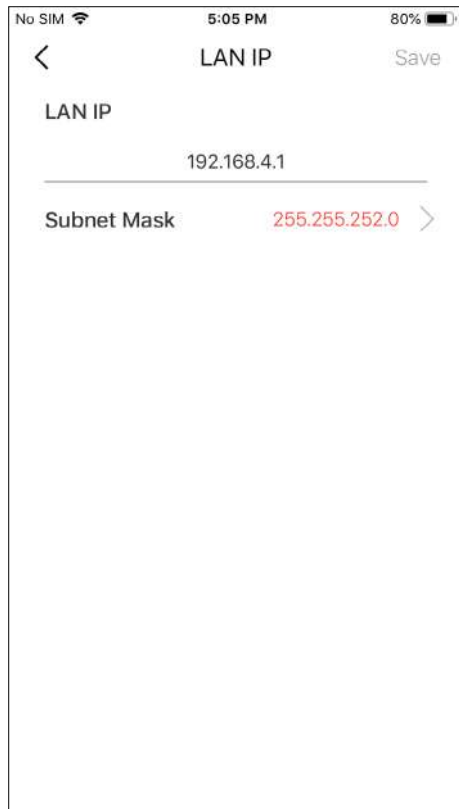 No SIM 5:05 PM 80%
LAN IP Save
LAN IP
192.168.4.1
Subnet Mask 255.255.252.0